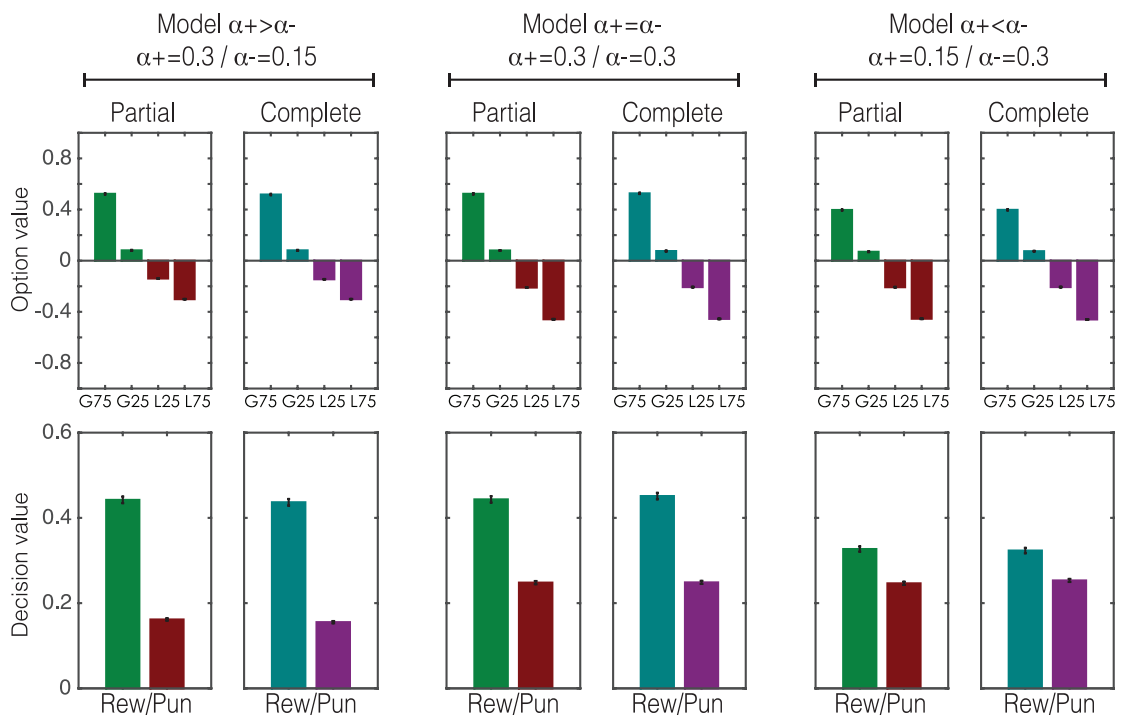 Model α+>α-
α+=0.3 / α-=0.15
Model α+=α-
α+=0.3 / α-=0.3
Model α+<α-
α+=0.15 / α-=0.3
Partial
Complete
Partial
Complete
Partial
Complete
Option value
0.8
0.4
0
-0.4
-0.8
G75 G25 L25 L75
G75 G25 L25 L75
G75 G25 L25 L75
G75 G25 L25 L75
G75 G25 L25 L75
G75 G25 L25 L75
Decision value
0.6
0.4
0.2
0
Rew/Pun
Rew/Pun
Rew/Pun
Rew/Pun
Rew/Pun
Rew/Pun